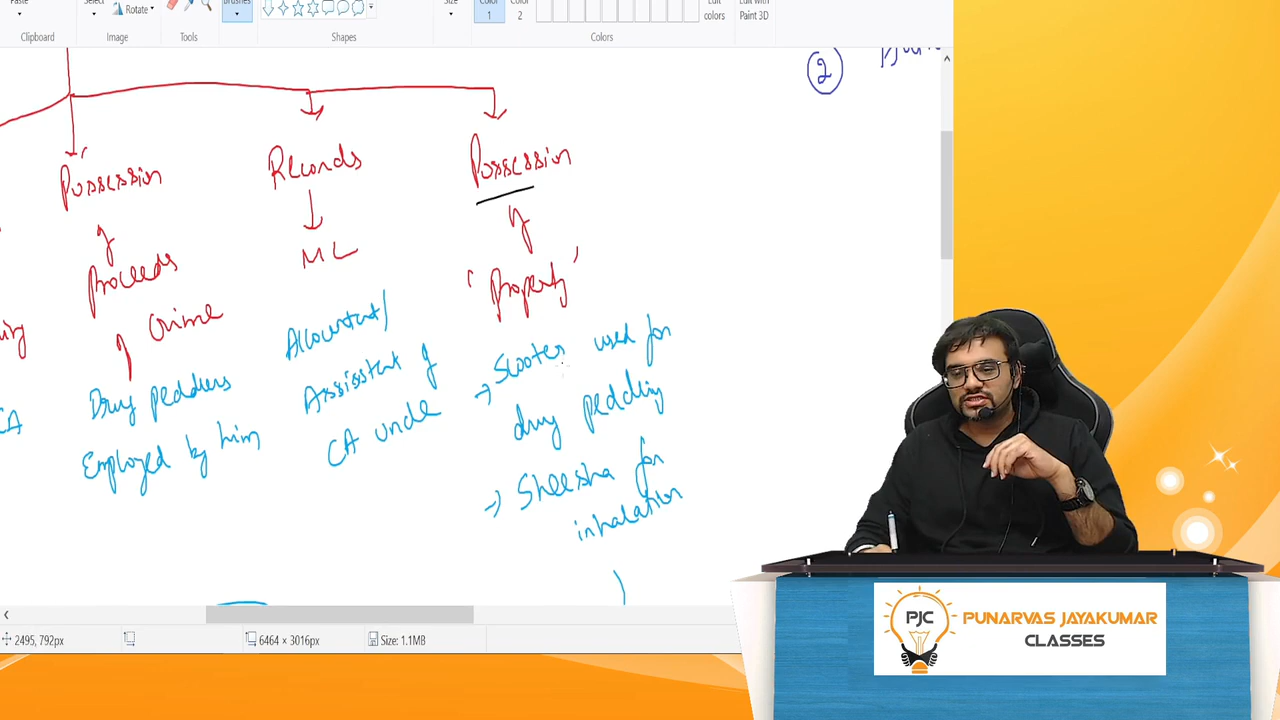 Select
Rotate
Brushes
Size
Color
1
Color
2
Edit
colors
Edit with
Paint 3D
Clipboard
Image
Tools
Shapes
Colors
2
Possession
of
Proceeds
of Crime
Drug peddlers
Employed by him
CA
Records
ML
Accountant/
Assistant of
CA uncle
Possession
of
'Property'
→ Scooter used for
drug peddling
→ Sheesha for
inhalation
2495, 792px
6464 × 3016px
Size: 1.1MB
PJC
PUNARVAS JAYAKUMAR
CLASSES